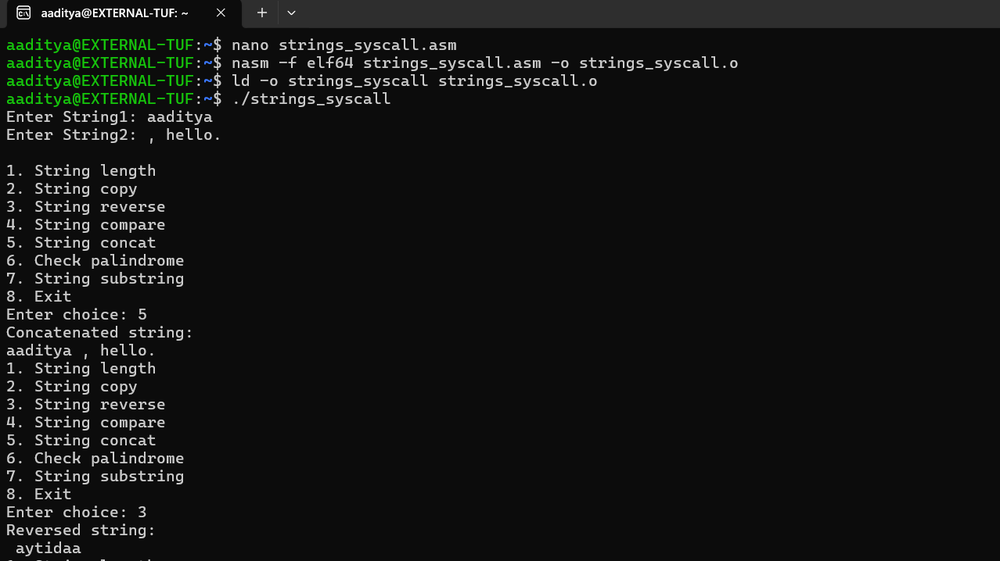 aaditya@EXTERNAL-TUF: ~
aaditya@EXTERNAL-TUF:~$ nano strings_syscall.asm
aaditya@EXTERNAL-TUF:~$ nasm -f elf64 strings_syscall.asm -o strings_syscall.o
aaditya@EXTERNAL-TUF:~$ ld -o strings_syscall strings_syscall.o
aaditya@EXTERNAL-TUF:~$ ./strings_syscall
Enter String1: aaditya
Enter String2: , hello.

1. String length
2. String copy
3. String reverse
4. String compare
5. String concat
6. Check palindrome
7. String substring
8. Exit
Enter choice: 5
Concatenated string:
aaditya , hello.
1. String length
2. String copy
3. String reverse
4. String compare
5. String concat
6. Check palindrome
7. String substring
8. Exit
Enter choice: 3
Reversed string:
 aytidaa